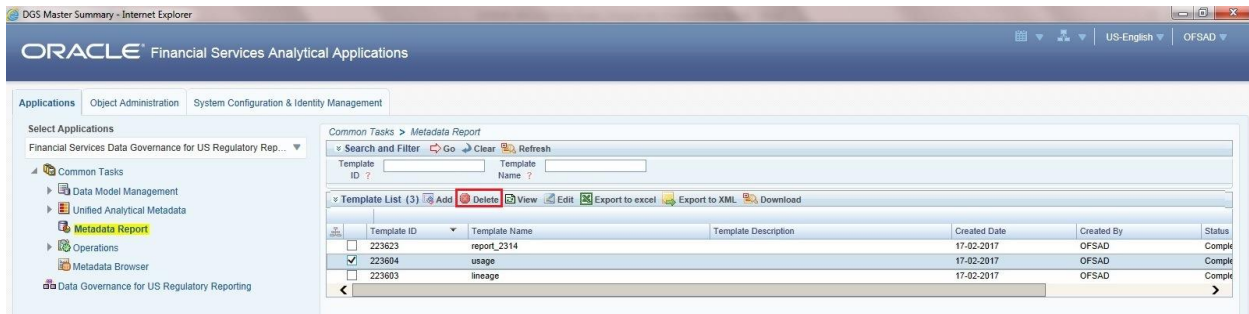 DGS Master Summary - Internet Explorer
ORACLE Financial Services Analytical Applications
US-English
OFSAD
Applications
Object Administration
System Configuration & Identity Management
Select Applications
Financial Services Data Governance for US Regulatory Rep...
Common Tasks
Data Model Management
Unified Analytical Metadata
Metadata Report
Operations
Metadata Browser
Data Governance for US Regulatory Reporting
Common Tasks > Metadata Report
Search and Filter Go Clear Refresh
Template ID ?
Template Name ?
Template List (3) Add Delete View Edit Export to excel Export to XML Download
Template ID Template Name Template Description Created Date Created By Status
223623 report_2314 17-02-2017 OFSAD Comple
223604 usage 17-02-2017 OFSAD Comple
223603 lineage 17-02-2017 OFSAD Comple